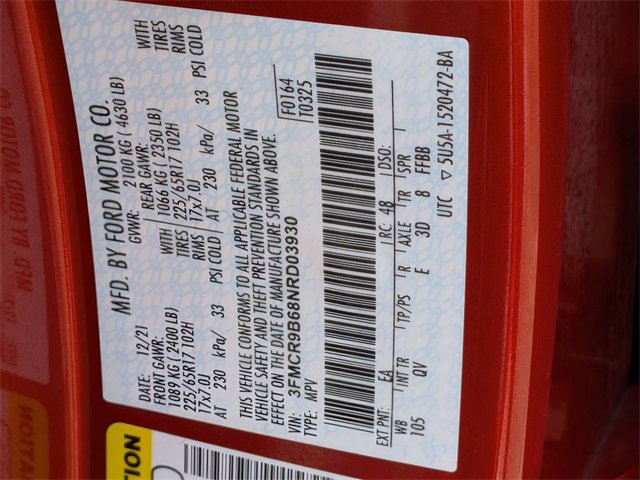 MFD. BY FORD MOTOR CO.
DATE: 12/21
GVWR: 2100 KG ( 4630 LB)
FRONT GAWR: REAR GAWR: WITH
1089 KG ( 2400 LB) 1066 KG ( 2350 LB) TIRES
225/65R17 102H TIRES 225/65R17 102H RIMS
17x7.0J RIMS 17x7.0J
AT 230 kPa/ 33 PSI COLD AT 230 kPa/ 33 PSI COLD
WITH
THIS VEHICLE CONFORMS TO ALL APPLICABLE FEDERAL MOTOR
VEHICLE SAFETY AND THEFT PREVENTION STANDARDS IN
EFFECT ON THE DATE OF MANUFACTURE SHOWN ABOVE.
VIN: 3FMCR9B68NRD03930
TYPE: MPV
F0164
T0325
EXT PNT: EA RC: 48 DSO:
WB INT TR TP/PS R AXLE TR SPR
105 QV E 3D 8 FFBB
UTC ▽ 5U5A-1520472-BA